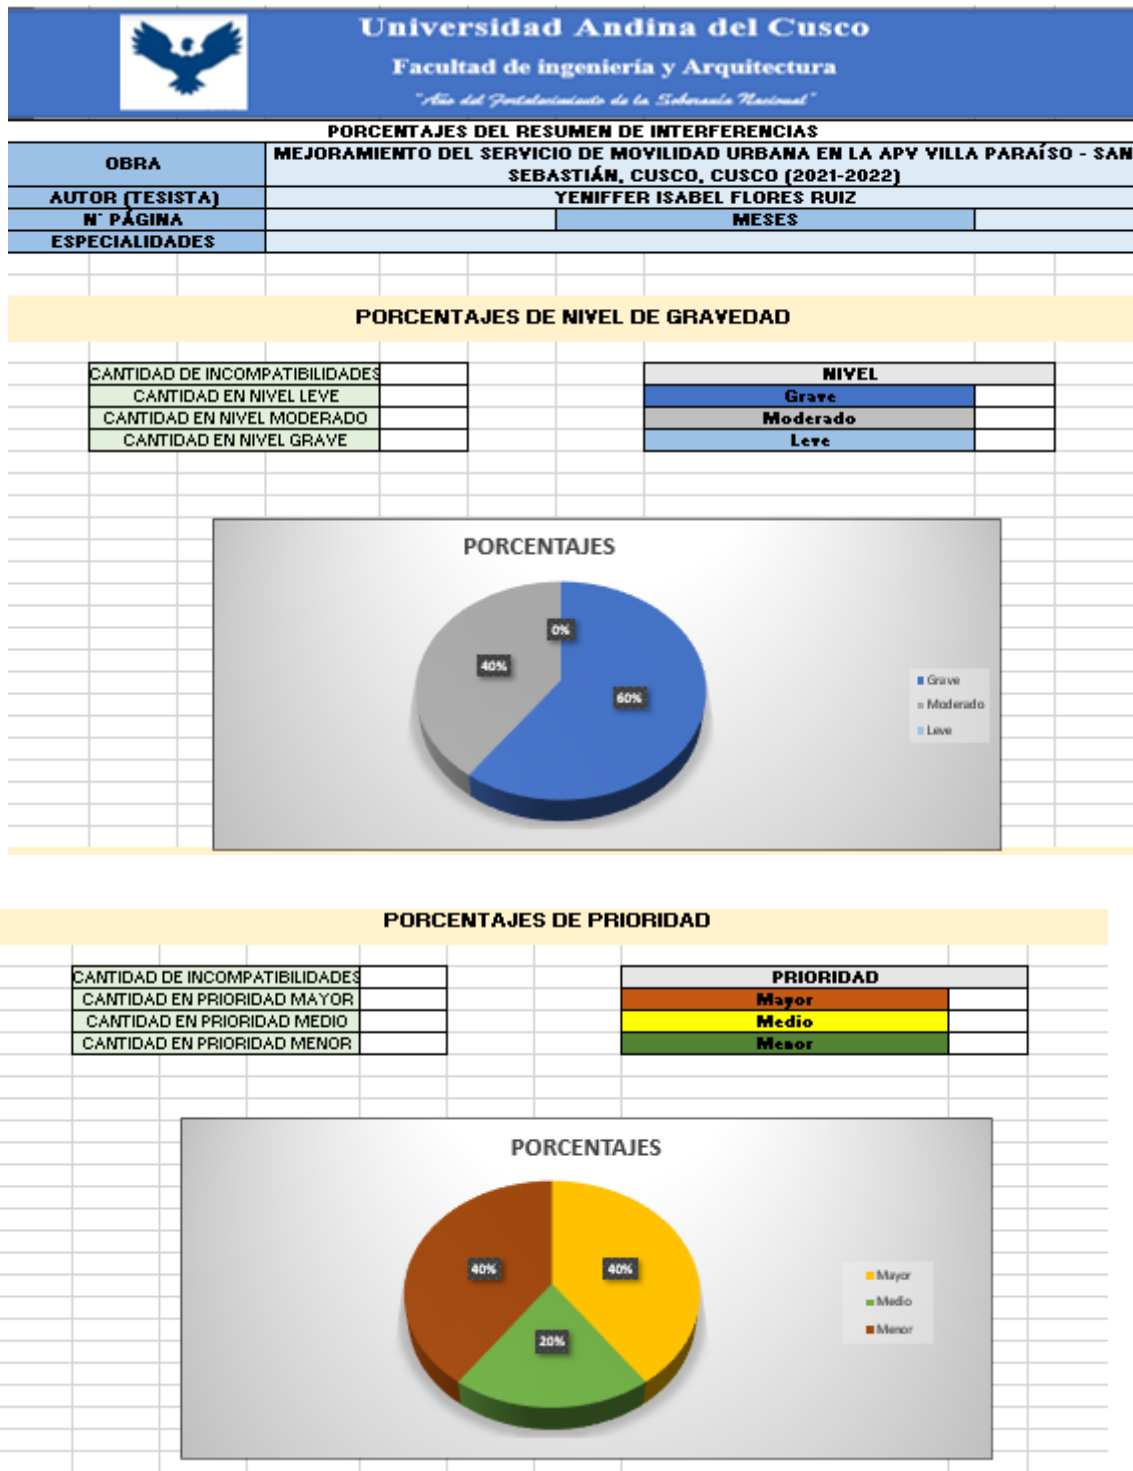 Universidad Andina del Cusco
Facultad de ingeniería y Arquitectura
"Año del Fortalecimiento de la Soberanía Nacional"
PORCENTAJES DEL RESUMEN DE INTERFERENCIAS
OBRA
MEJORAMIENTO DEL SERVICIO DE MOVILIDAD URBANA EN LA APV VILLA PARAÍSO - SAN
SEBASTIÁN, CUSCO, CUSCO (2021-2022)
AUTOR (TESISTA)
YENIFFER ISABEL FLORES RUIZ
N° PÁGINA
MESES
ESPECIALIDADES
PORCENTAJES DE NIVEL DE GRAVEDAD
CANTIDAD DE INCOMPATIBILIDADES
CANTIDAD EN NIVEL LEVE
CANTIDAD EN NIVEL MODERADO
CANTIDAD EN NIVEL GRAVE
NIVEL
Grave
Moderado
Leve
PORCENTAJES
0%
40%
60%
Grave
Moderado
Leve
PORCENTAJES DE PRIORIDAD
CANTIDAD DE INCOMPATIBILIDADES
CANTIDAD EN PRIORIDAD MAYOR
CANTIDAD EN PRIORIDAD MEDIO
CANTIDAD EN PRIORIDAD MENOR
PRIORIDAD
Mayor
Medio
Menor
PORCENTAJES
40%
40%
20%
Mayor
Medio
Menor